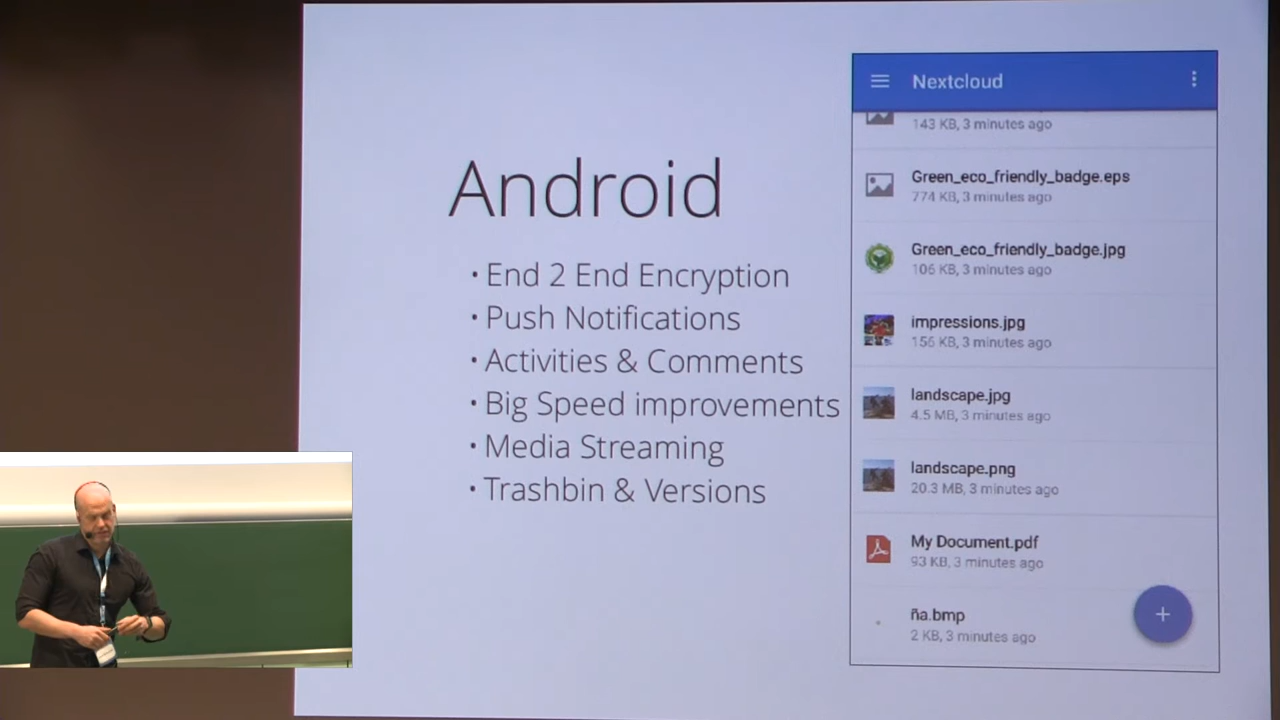 Android
• End 2 End Encryption
• Push Notifications
• Activities & Comments
• Big Speed improvements
• Media Streaming
• Trashbin & Versions
Nextcloud
143 KB, 3 minutes ago
Green_eco_friendly_badge.eps
774 KB, 3 minutes ago
Green_eco_friendly_badge.jpg
106 KB, 3 minutes ago
impressions.jpg
156 KB, 3 minutes ago
landscape.jpg
4.5 MB, 3 minutes ago
landscape.png
20.3 MB, 3 minutes ago
My Document.pdf
93 KB, 3 minutes ago
ña.bmp
2 KB, 3 minutes ago